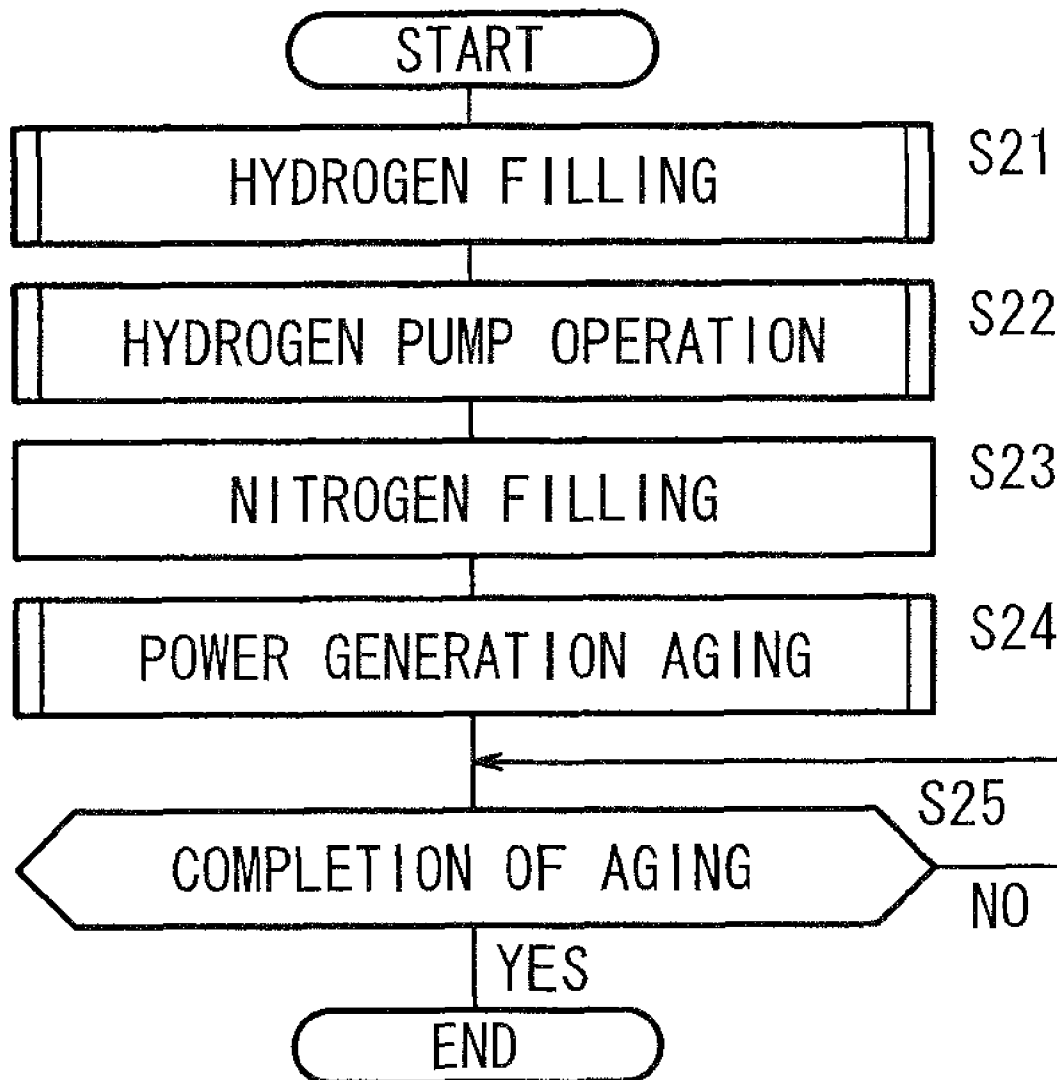 START
HYDROGEN FILLING
S21
HYDROGEN PUMP OPERATION
S22
NITROGEN FILLING
S23
POWER GENERATION AGING
S24
S25
COMPLETION OF AGING
NO
YES
END